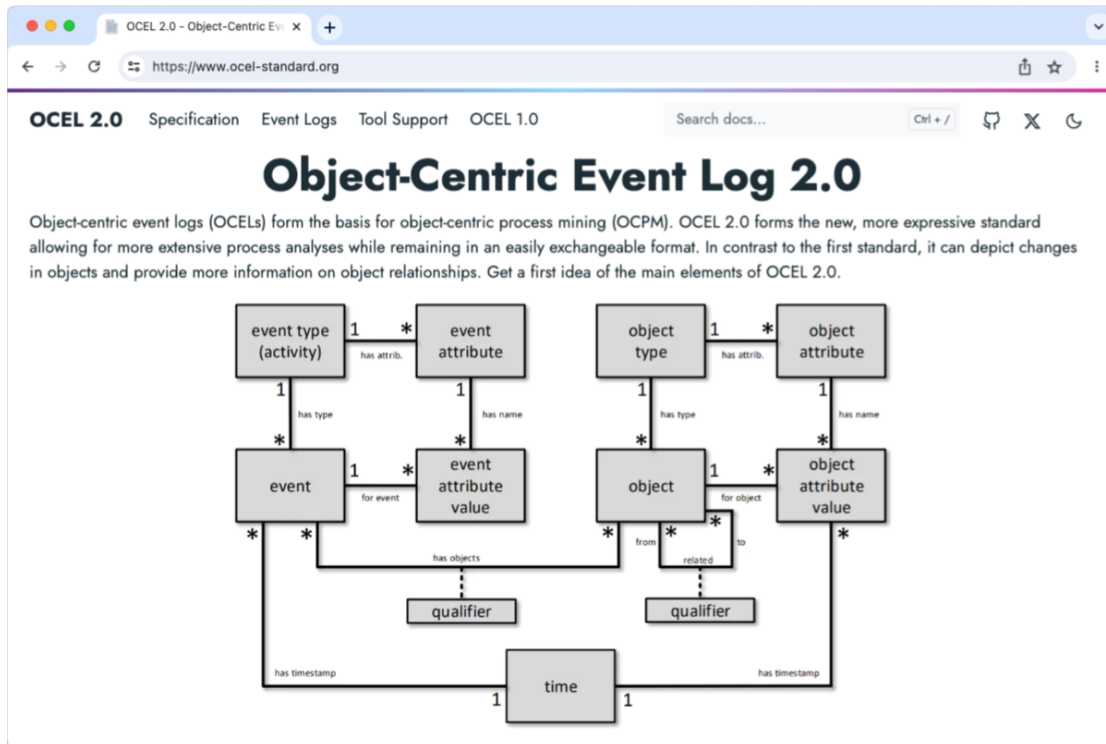 OCEL 2.0 - Object-Centric Ev
https://www.ocel-standard.org
OCEL 2.0 Specification Event Logs Tool Support OCEL 1.0 Search docs... Ctrl + /
Object-Centric Event Log 2.0
Object-centric event logs (OCELs) form the basis for object-centric process mining (OCPM). OCEL 2.0 forms the new, more expressive standard
allowing for more extensive process analyses while remaining in an easily exchangeable format. In contrast to the first standard, it can depict changes
in objects and provide more information on object relationships. Get a first idea of the main elements of OCEL 2.0.
event type
(activity)
1 *
has attrib.
event
attribute
object
type
1 *
has attrib.
object
attribute
1
has type
*
1
has name
*
1
has type
*
1
has name
*
event
1 *
for event
event
attribute
value
object
1 *
for object
object
attribute
value
* *
has objects
*
from
*
related
*
to
*
qualifier
qualifier
has timestamp
1
time
1
has timestamp